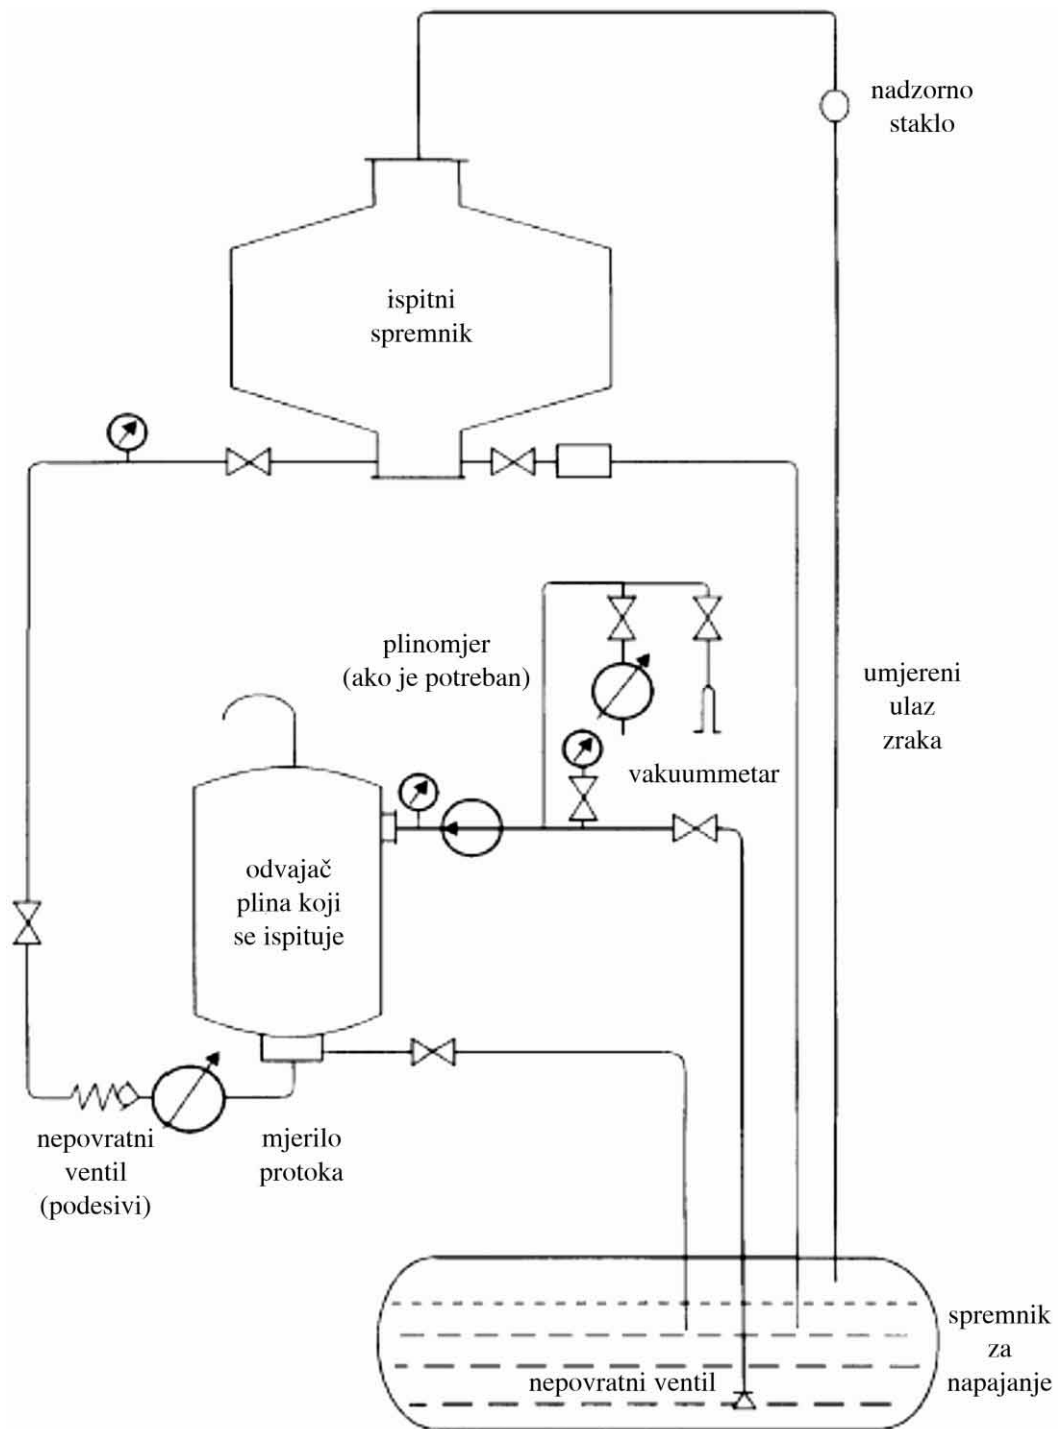 nadzorno
staklo
ispitni
spremnik
plinomjer
(ako je potreban)
umjereni
ulaz
zraka
vakuummetar
odvajač
plina koji
se ispituje
nepovratni
ventil
(podesivi)
mjerilo
protoka
spremnik
za
napajanje
nepovratni ventil